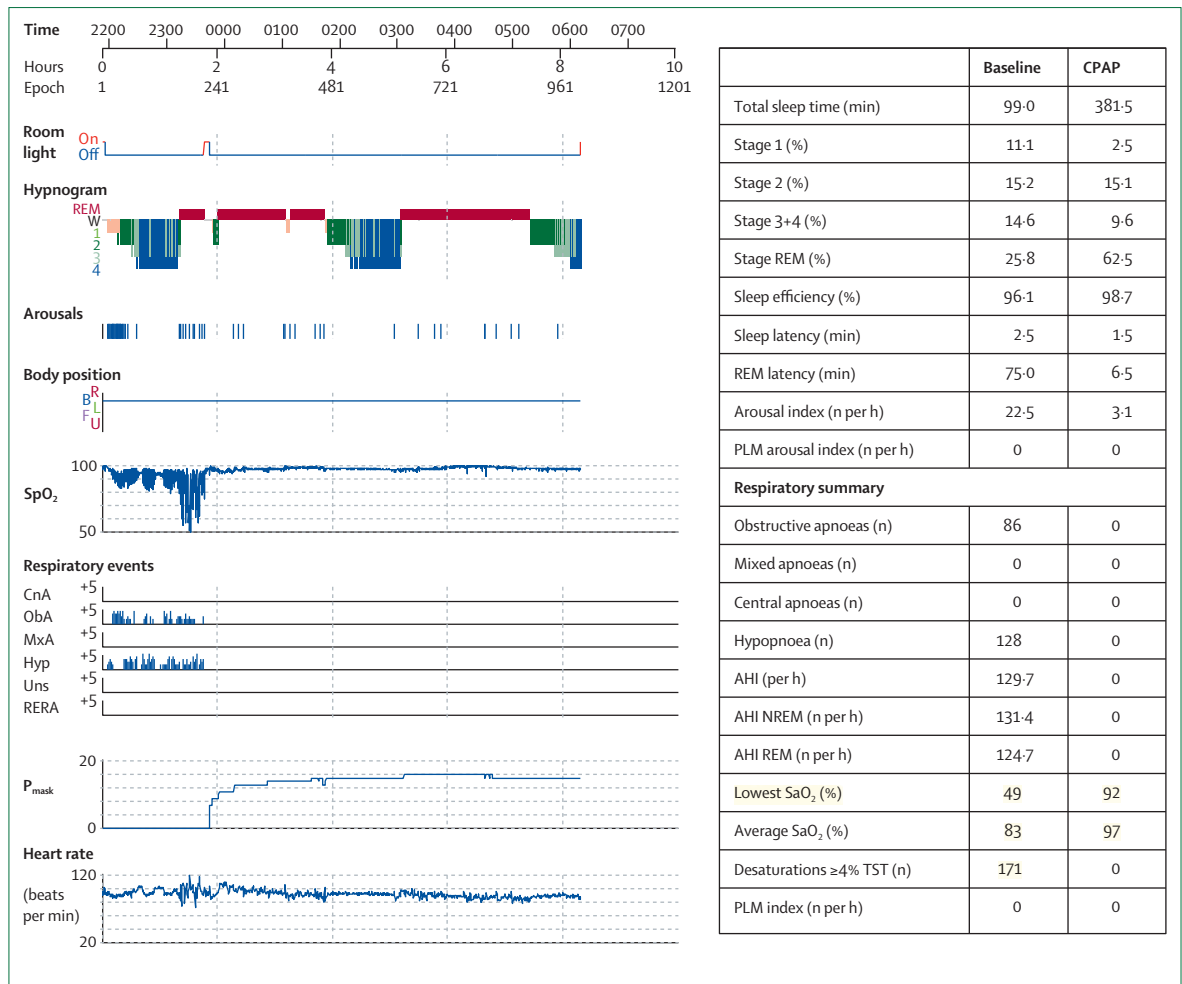 Time 2200 2300 0000 0100 0200 0300 0400 0500 0600 0700
Hours 0 2 4 6 8 10
Epoch 1 241 481 721 961 1201
Room light On
Off
Hypnogram
REM
W
1
2
3
4
Arousals
Body position
R
B
L
F
U
100
SpO₂
50
Respiratory events
CnA +5
ObA +5
MxA +5
Hyp +5
Uns +5
RERA +5
20
Pmask
0
Heart rate
120
(beats per min)
20
Baseline CPAP
Total sleep time (min) 99·0 381·5
Stage 1 (%) 11·1 2·5
Stage 2 (%) 15·2 15·1
Stage 3+4 (%) 14·6 9·6
Stage REM (%) 25·8 62·5
Sleep efficiency (%) 96·1 98·7
Sleep latency (min) 2·5 1·5
REM latency (min) 75·0 6·5
Arousal index (n per h) 22·5 3·1
PLM arousal index (n per h) 0 0
Respiratory summary
Obstructive apnoeas (n) 86 0
Mixed apnoeas (n) 0 0
Central apnoeas (n) 0 0
Hypopnoea (n) 128 0
AHI (per h) 129·7 0
AHI NREM (n per h) 131·4 0
AHI REM (n per h) 124·7 0
Lowest SaO₂ (%) 49 92
Average SaO₂ (%) 83 97
Desaturations ≥4% TST (n) 171 0
PLM index (n per h) 0 0